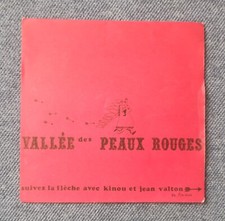 VALLÉE des PEAUX ROUGES
suivez la flèche avec kinou et jean valton